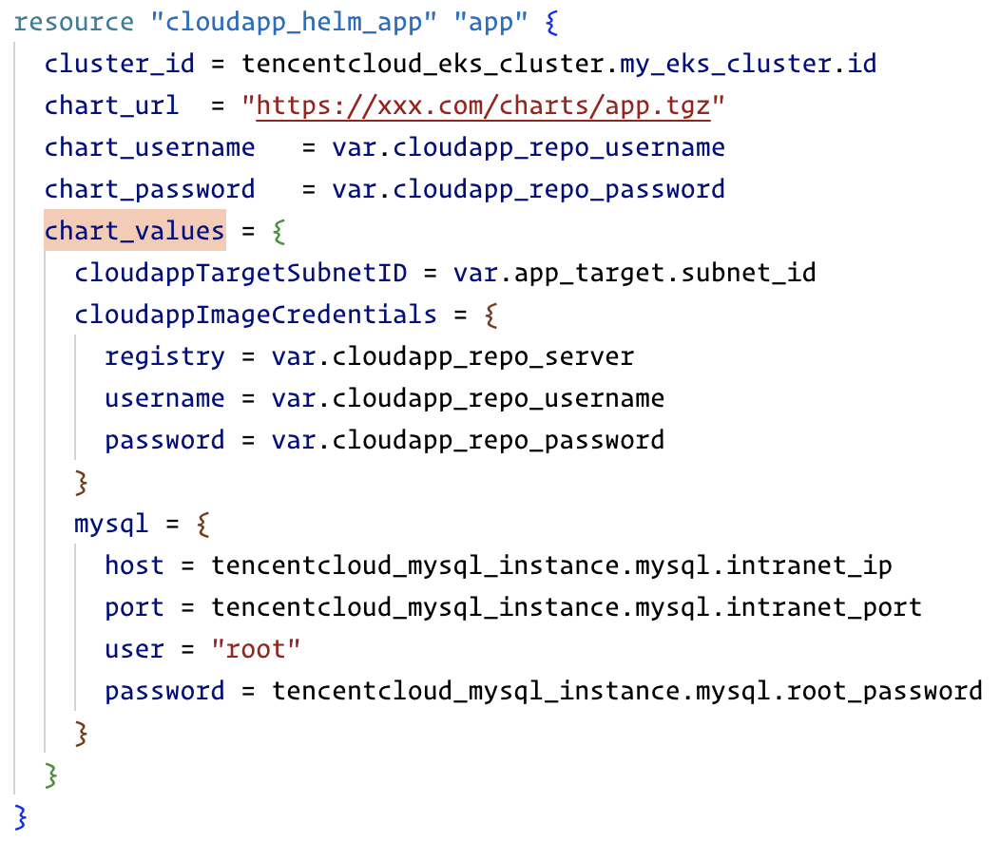 resource "cloudapp_helm_app" "app" {
  cluster_id = tencentcloud_eks_cluster.my_eks_cluster.id
  chart_url  = "https://xxx.com/charts/app.tgz"
  chart_username   = var.cloudapp_repo_username
  chart_password   = var.cloudapp_repo_password
  chart_values = {
    cloudappTargetSubnetID = var.app_target.subnet_id
    cloudappImageCredentials = {
      registry = var.cloudapp_repo_server
      username = var.cloudapp_repo_username
      password = var.cloudapp_repo_password
    }
    mysql = {
      host = tencentcloud_mysql_instance.mysql.intranet_ip
      port = tencentcloud_mysql_instance.mysql.intranet_port
      user = "root"
      password = tencentcloud_mysql_instance.mysql.root_password
    }
  }
}